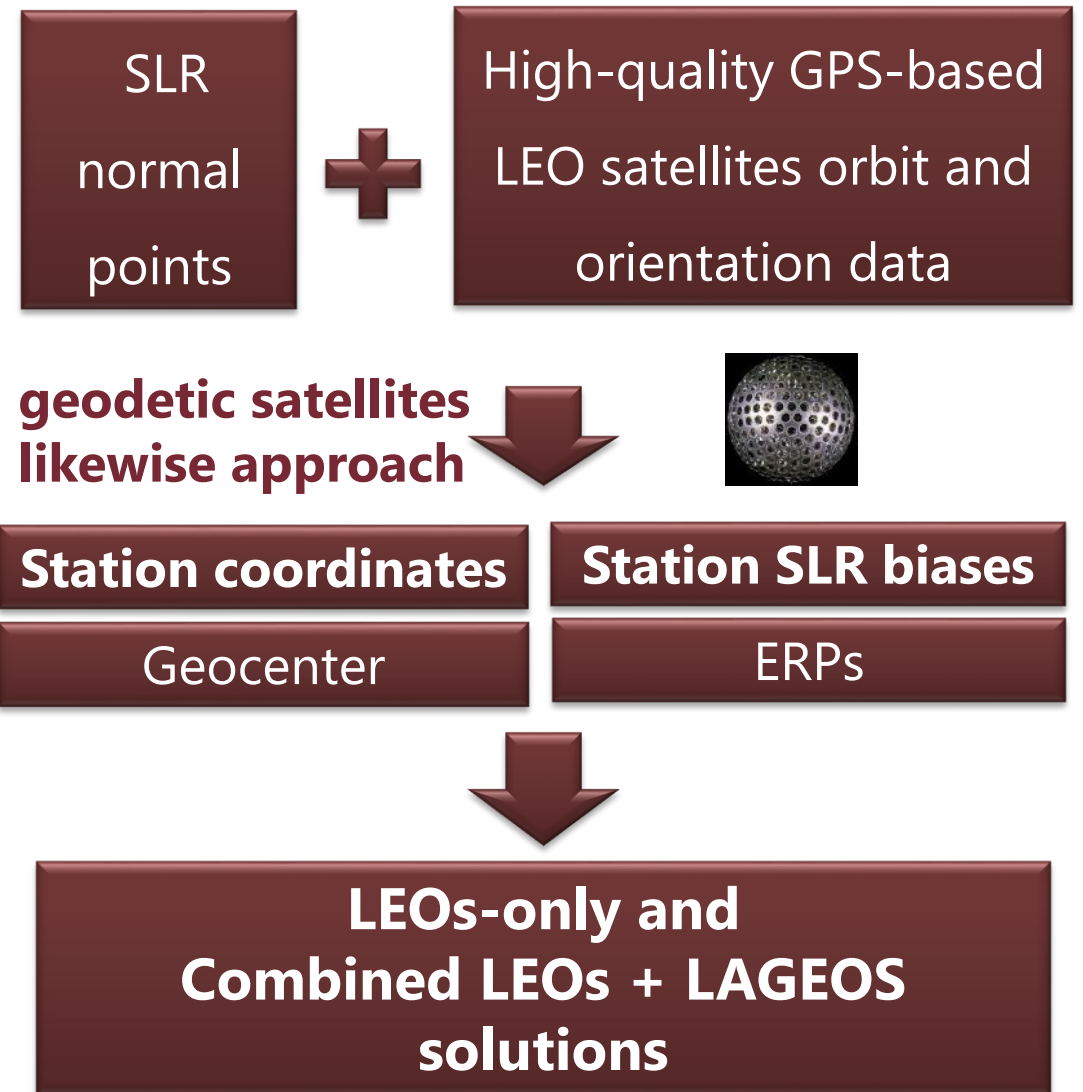 SLR
normal
points
High-quality GPS-based
LEO satellites orbit and
orientation data
geodetic satellites
likewise approach
Station coordinates
Station SLR biases
Geocenter
ERPs
LEOs-only and
Combined LEOs + LAGEOS
solutions